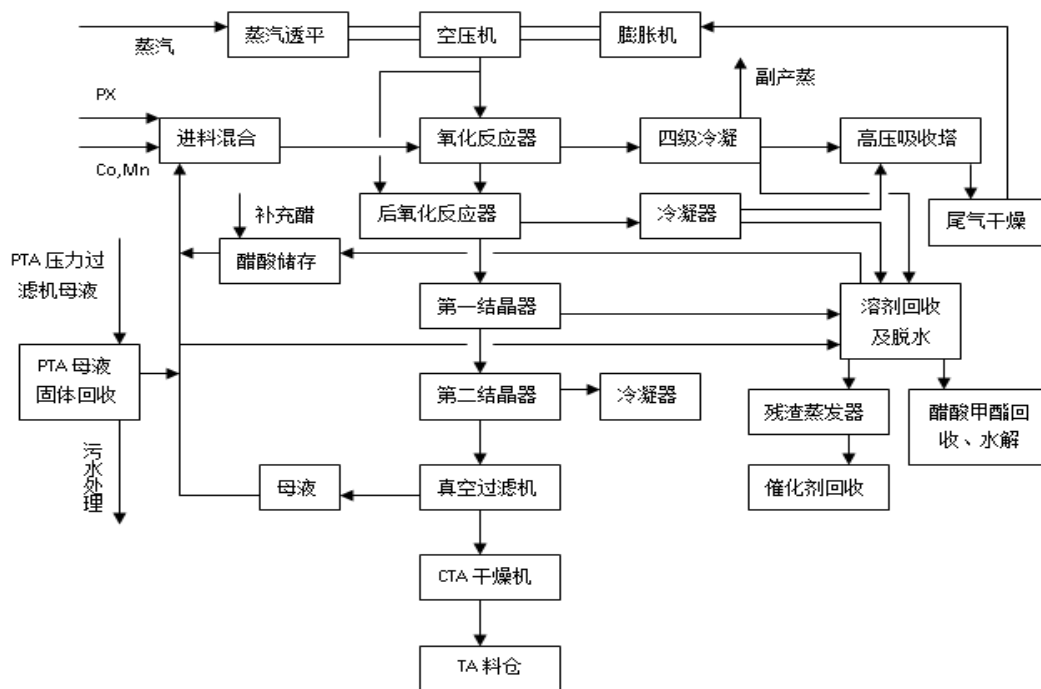 蒸汽
蒸汽透平
空压机
膨胀机
副产蒸
PX
进料混合
氧化反应器
四级冷凝
高压吸收塔
Co,Mn
补充醋
后氧化反应器
冷凝器
尾气干燥
PTA 压力过
滤机母液
醋酸储存
第一结晶器
溶剂回收
及脱水
PTA 母液
固体回收
第二结晶器
冷凝器
残渣蒸发器
醋酸甲酯回
收、水解
污水处理
母液
真空过滤机
催化剂回收
CTA 干燥机
TA 料仓